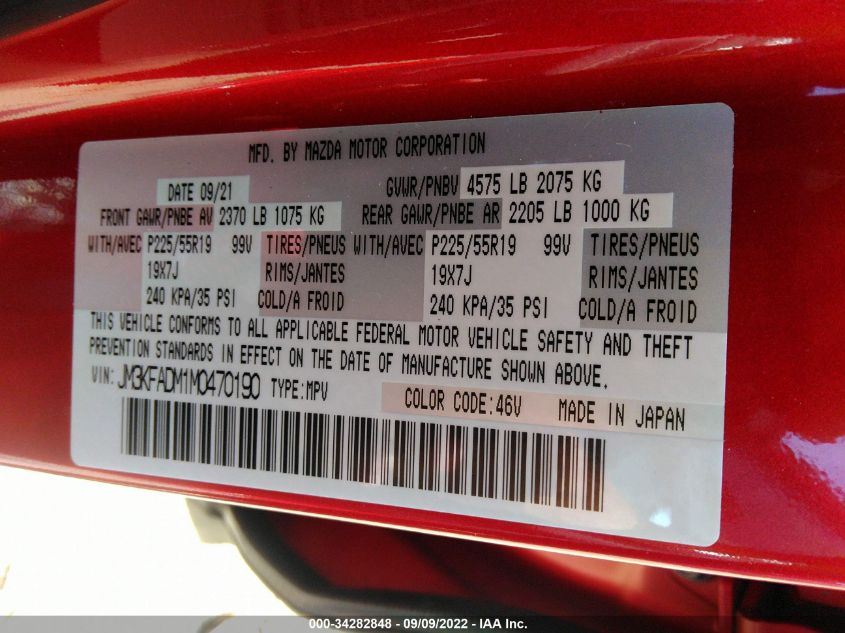 MFD. BY MAZDA MOTOR CORPORATION
DATE 09/21 GVWR/PNBV 4575 LB 2075 KG
FRONT GAWR/PNBE AV 2370 LB 1075 KG REAR GAWR/PNBE AR 2205 LB 1000 KG
WITH/AVEC P225/55R19 99V TIRES/PNEUS WITH/AVEC P225/55R19 99V TIRES/PNEUS
19X7J RIMS/JANTES 19X7J RIMS/JANTES
240 KPA/35 PSI COLD/A FROID 240 KPA/35 PSI COLD/A FROID
THIS VEHICLE CONFORMS TO ALL APPLICABLE FEDERAL MOTOR VEHICLE SAFETY AND THEFT
PREVENTION STANDARDS IN EFFECT ON THE DATE OF MANUFACTURE SHOWN ABOVE.
VIN: JM3KFADM1M0470190 TYPE:MPV COLOR CODE:46V MADE IN JAPAN
000-34282848 - 09/09/2022 - IAA Inc.